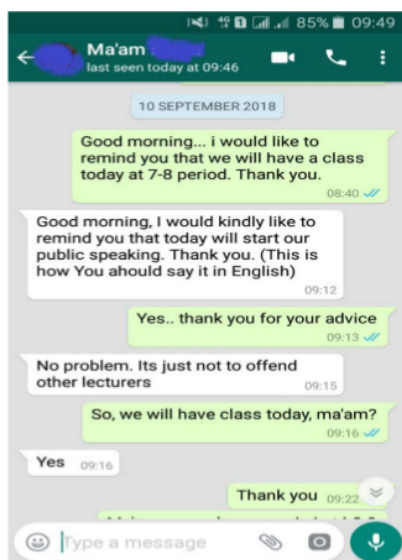 85% 09:49
Ma'am
last seen today at 09:46
10 SEPTEMBER 2018
Good morning... i would like to
remind you that we will have a class
today at 7-8 period. Thank you.
08:40
Good morning, I would kindly like to
remind you that today will start our
public speaking. Thank you. (This is
how You ahould say it in English)
09:12
Yes.. thank you for your advice
09:13
No problem. Its just not to offend
other lecturers
09:15
So, we will have class today, ma'am?
09:16
Yes 09:16
Thank you 09:22
Type a message